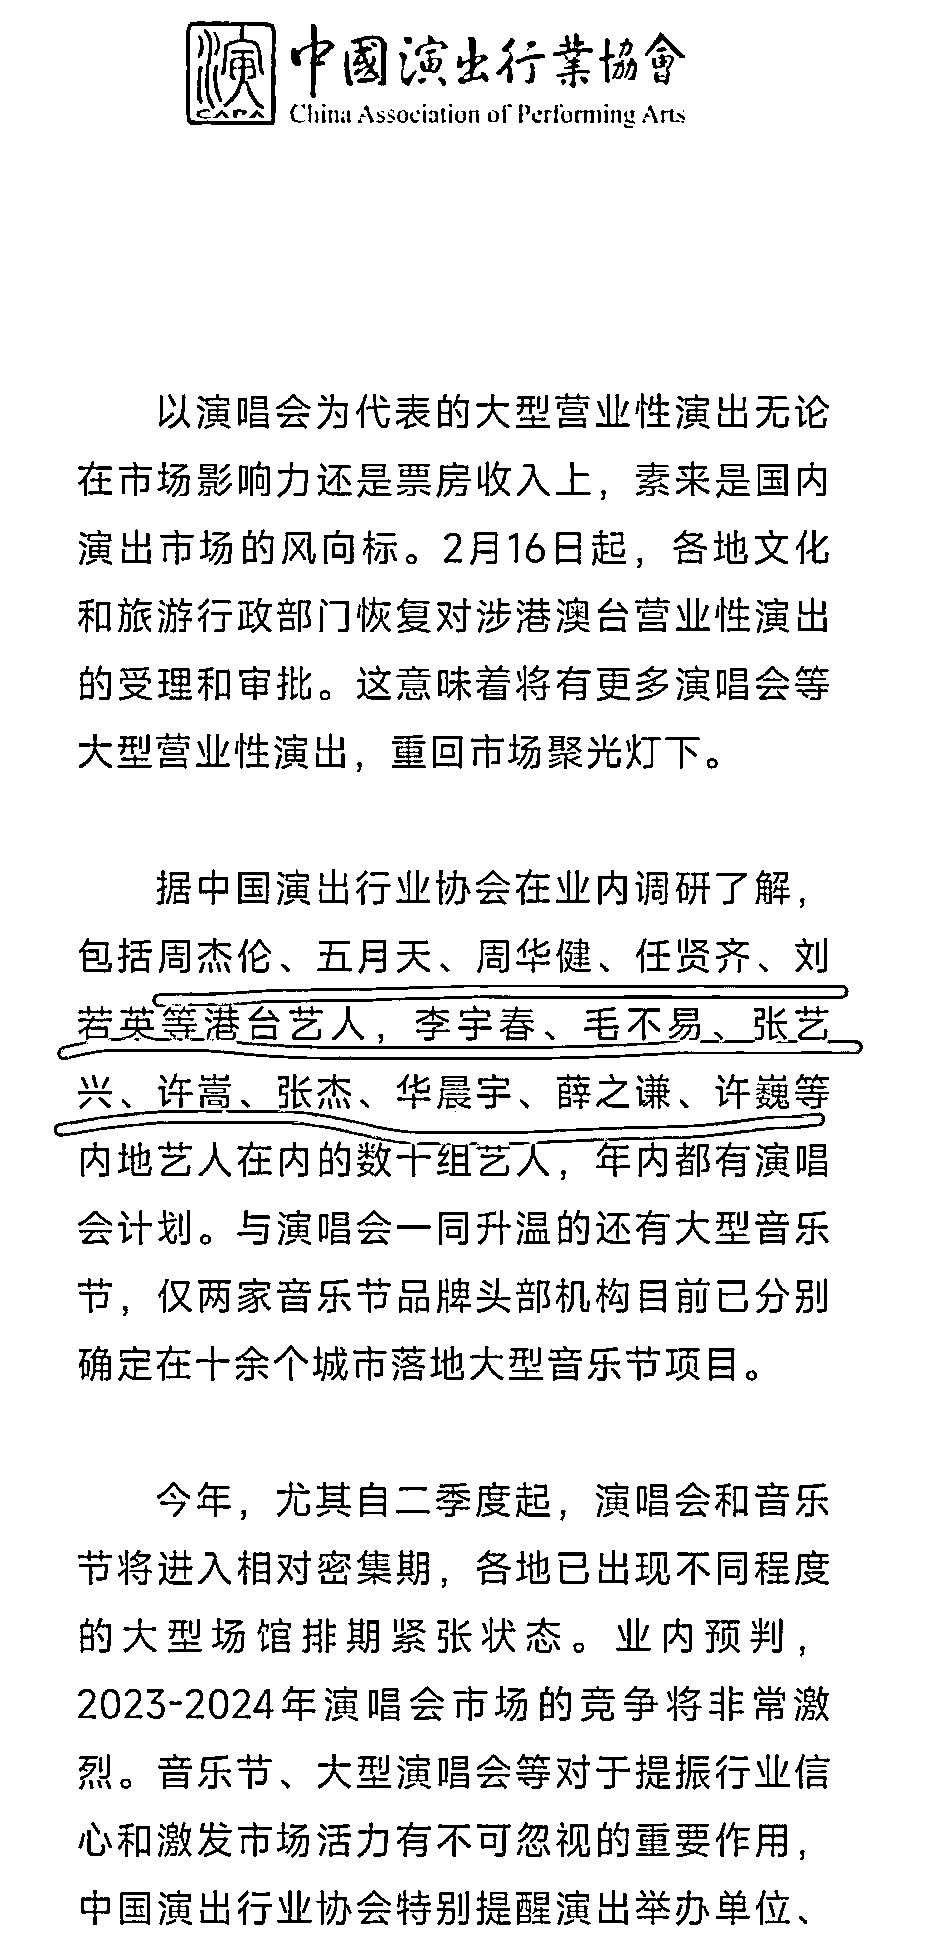 演
CAPA
中國演出行業協會
China Association of Performing Arts
以演唱会为代表的大型营业性演出无论
在市场影响力还是票房收入上，素来是国内
演出市场的风向标。2月16日起，各地文化
和旅游行政部门恢复对涉港澳台营业性演出
的受理和审批。这意味着将有更多演唱会等
大型营业性演出，重回市场聚光灯下。
据中国演出行业协会在业内调研了解，
包括周杰伦、五月天、周华健、任贤齐、刘
若英等港台艺人，李宇春、毛不易、张艺
兴、许嵩、张杰、华晨宇、薛之谦、许巍等
内地艺人在内的数十组艺人，年内都有演唱
会计划。与演唱会一同升温的还有大型音乐
节，仅两家音乐节品牌头部机构目前已分别
确定在十余个城市落地大型音乐节项目。
今年，尤其自二季度起，演唱会和音乐
节将进入相对密集期，各地已出现不同程度
的大型场馆排期紧张状态。业内预判，
2023-2024年演唱会市场的竞争将非常激
烈。音乐节、大型演唱会等对于提振行业信
心和激发市场活力有不可忽视的重要作用，
中国演出行业协会特别提醒演出举办单位、